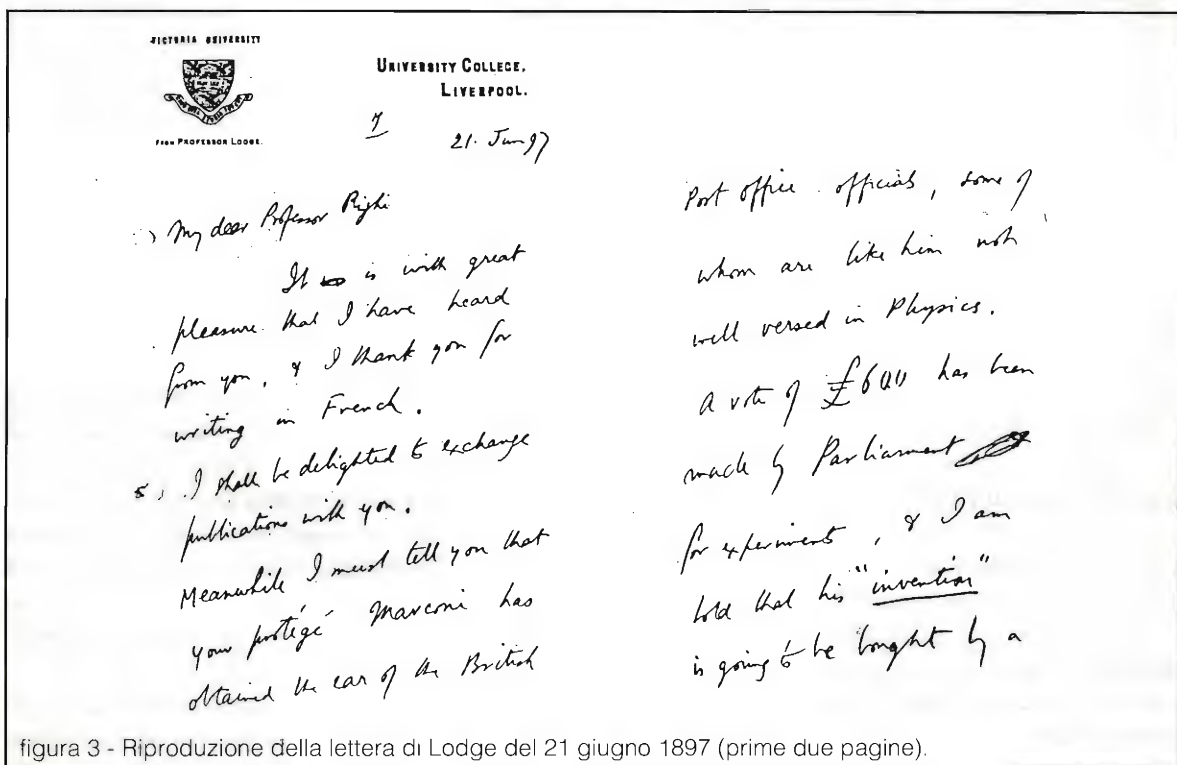 VICTORIA UNIVERSITY
FROM PROFESSOR LODGE.
UNIVERSITY COLLEGE,
LIVERPOOL.
7
21. Jun 97
My dear Professor Righi
It is with great
pleasure that I have heard
from you, & I thank you for
writing in French.
I shall be delighted to exchange
publications with you.
Meanwhile I must tell you that
your protégé Marconi has
obtained the ear of the British
Post office officials, some of
whom are like him not
well versed in Physics.
A vote of £600 has been
made by Parliament
for experiments, & I am
told that his "invention"
is going to be bought by a
figura 3 - Riproduzione della lettera di Lodge del 21 giugno 1897 (prime due pagine).